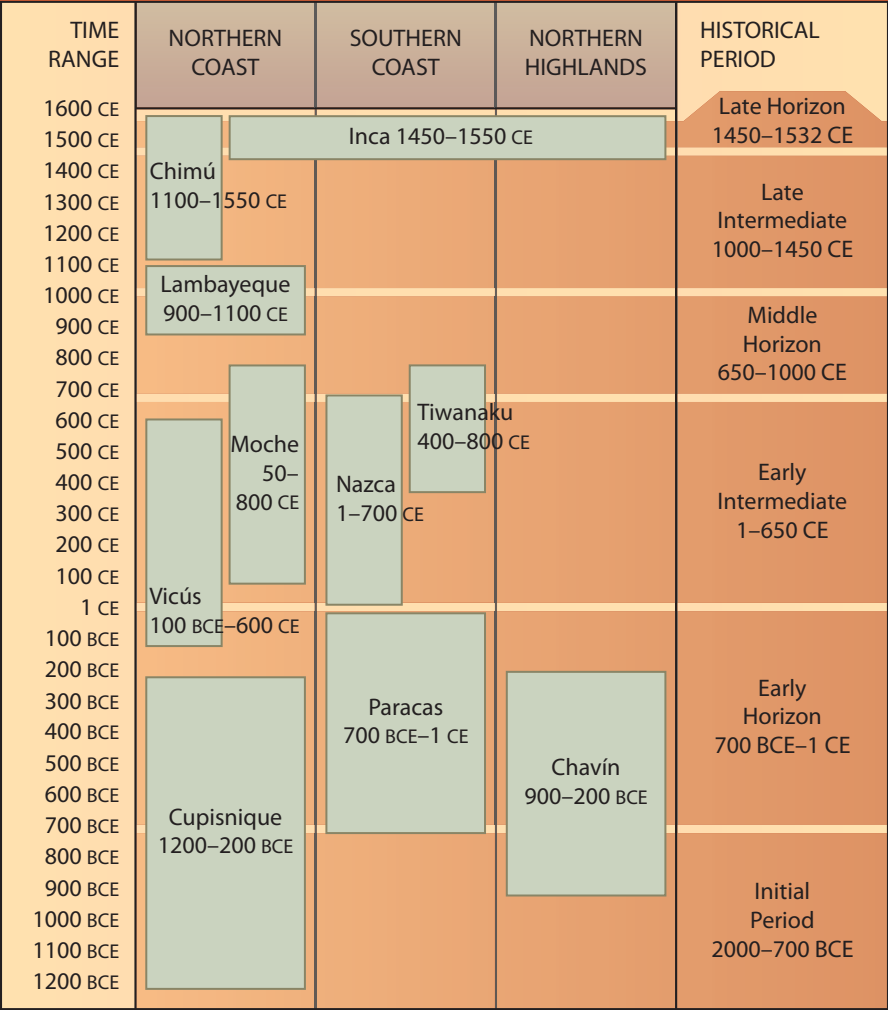 TIME
RANGE
NORTHERN
COAST
SOUTHERN
COAST
NORTHERN
HIGHLANDS
HISTORICAL
PERIOD
1600 CE
1500 CE
1400 CE
1300 CE
1200 CE
1100 CE
1000 CE
900 CE
800 CE
700 CE
600 CE
500 CE
400 CE
300 CE
200 CE
100 CE
1 CE
100 BCE
200 BCE
300 BCE
400 BCE
500 BCE
600 BCE
700 BCE
800 BCE
900 BCE
1000 BCE
1100 BCE
1200 BCE
Chimú
1100–1550 CE
Lambayeque
900–1100 CE
Moche
50–
800 CE
Vicús
100 BCE–600 CE
Cupisnique
1200–200 BCE
Inca 1450–1550 CE
Tiwanaku
400–800 CE
Nazca
1–700 CE
Paracas
700 BCE–1 CE
Chavín
900–200 BCE
Late Horizon
1450–1532 CE
Late
Intermediate
1000–1450 CE
Middle
Horizon
650–1000 CE
Early
Intermediate
1–650 CE
Early
Horizon
700 BCE–1 CE
Initial
Period
2000–700 BCE